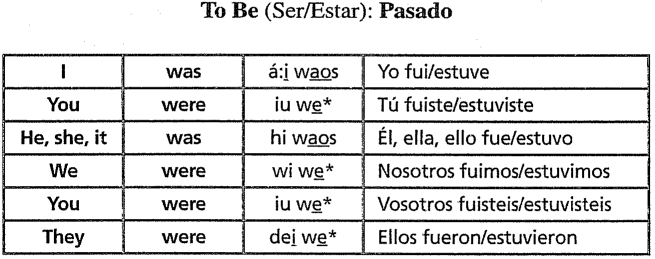 To Be (Ser/Estar): Pasado
I was á:i waos Yo fui/estuve
You were iu we* Tú fuiste/estuviste
He, she, it was hi waos Él, ella, ello fue/estuvo
We were wi we* Nosotros fuimos/estuvimos
You were iu we* Vosotros fuisteis/estuvisteis
They were dei we* Ellos fueron/estuvieron